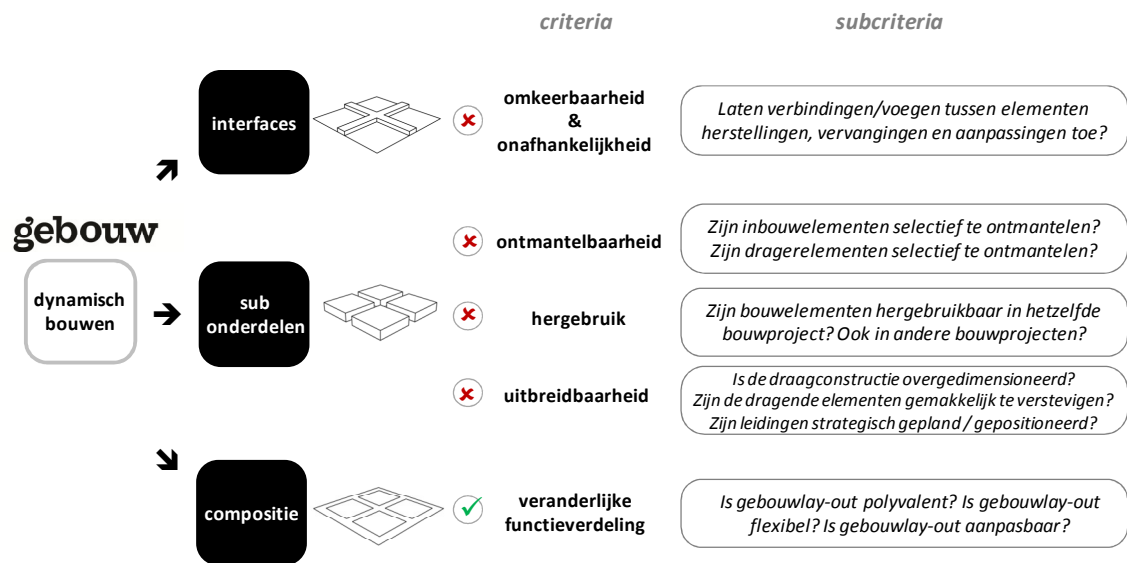 criteria
subcriteria
interfaces
omkeerbaarheid
&
onafhankelijkheid
Laten verbindingen/voegen tussen elementen
herstellingen, vervangingen en aanpassingen toe?
gebouw
dynamisch
bouwen
sub
onderdelen
ontmantelbaarheid
Zijn inbouwelementen selectief te ontmantelen?
Zijn dragerelementen selectief te ontmantelen?
hergebruik
Zijn bouwelementen hergebruikbaar in hetzelfde
bouwproject? Ook in andere bouwprojecten?
uitbreidbaarheid
Is de draagconstructie overgedimensioneerd?
Zijn de dragende elementen gemakkelijk te verstevigen?
Zijn leidingen strategisch gepland / gepositioneerd?
compositie
veranderlijke
functieverdeling
Is gebouwlay-out polyvalent? Is gebouwlay-out
flexibel? Is gebouwlay-out aanpasbaar?